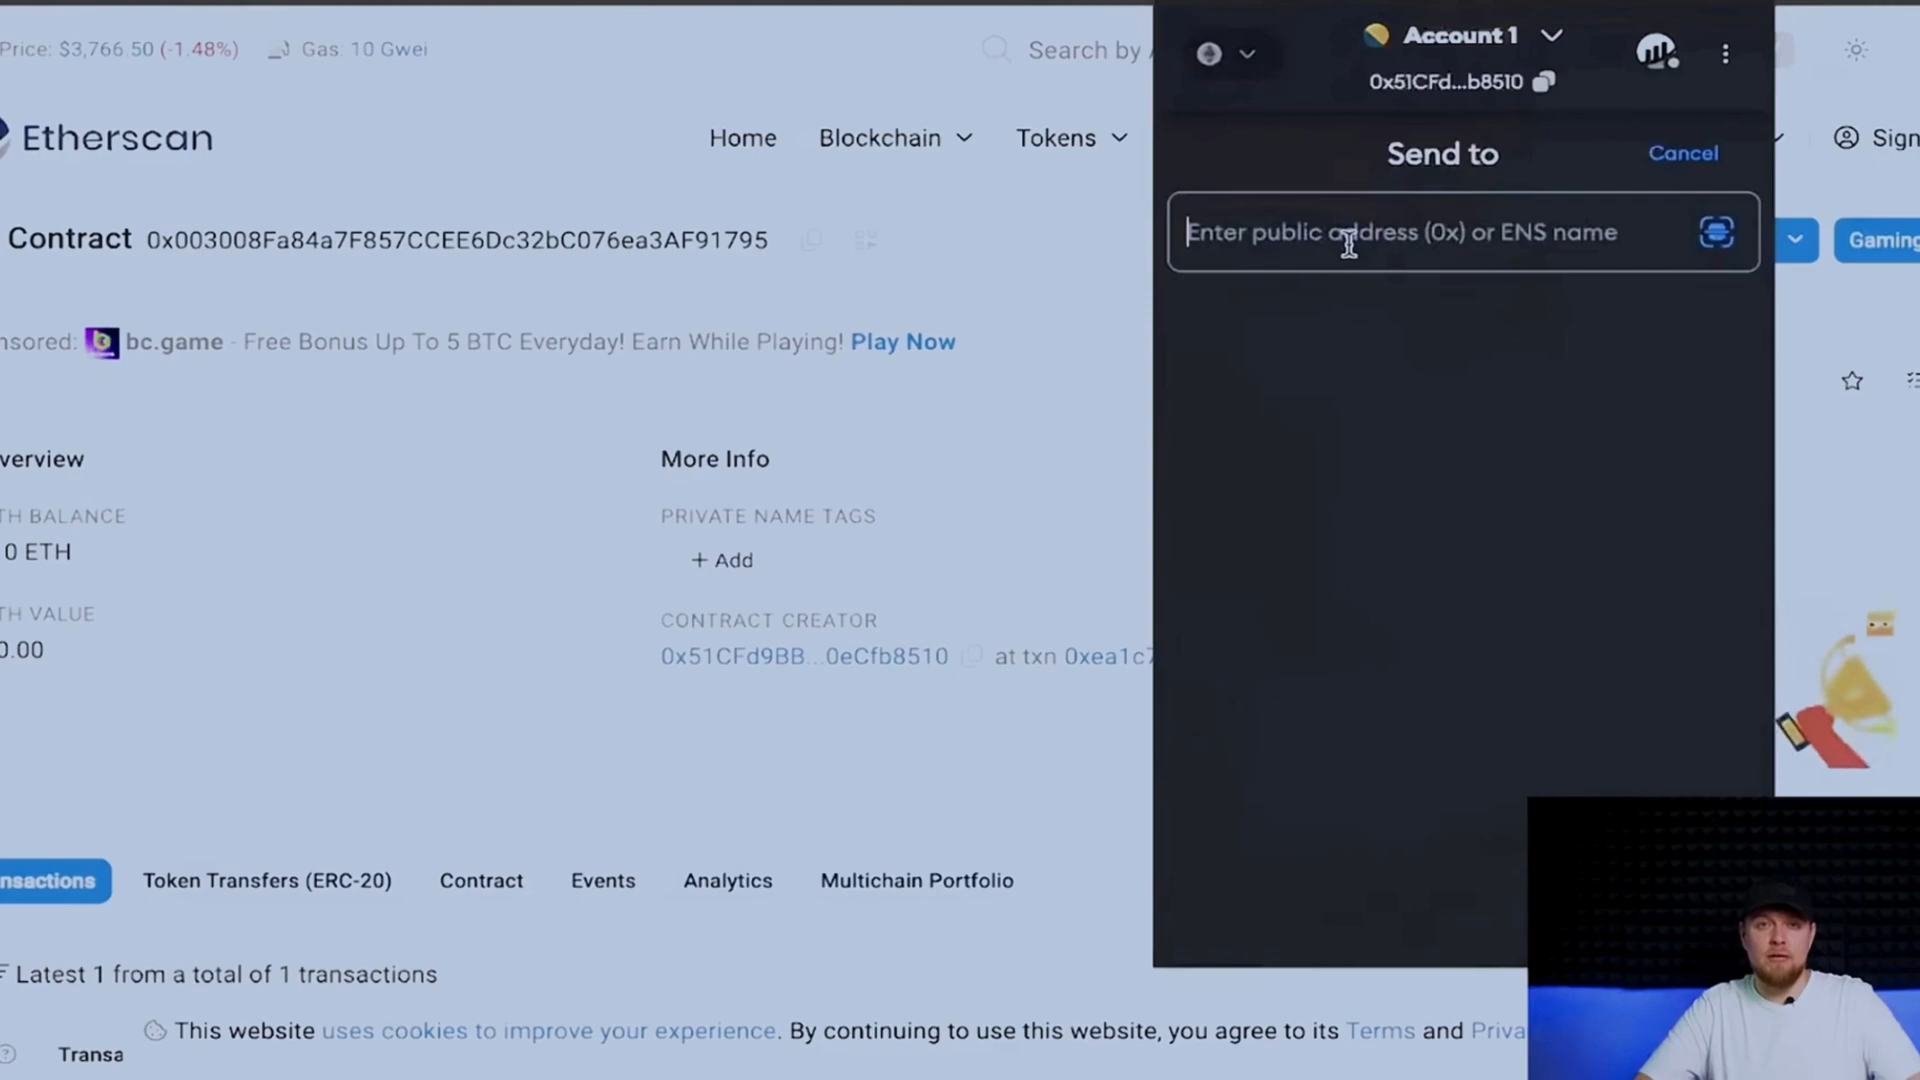 Price: $3,766.50 (-1.48%)
Gas: 10 Gwei
Search by
Account 1
0x51CFd...b8510
Etherscan
Home
Blockchain
Tokens
Sign
Send to
Cancel
Enter public address (0x) or ENS name
Contract 0x003008Fa84a7F857CCEE6Dc32bC076ea3AF91795
Gaming
nsored: bc.game - Free Bonus Up To 5 BTC Everyday! Earn While Playing! Play Now
verview
More Info
TH BALANCE
0 ETH
PRIVATE NAME TAGS
+ Add
TH VALUE
0.00
CONTRACT CREATOR
0x51CFd9BB...0eCfb8510 at txn 0xea1c7
nsactions
Token Transfers (ERC-20)
Contract
Events
Analytics
Multichain Portfolio
Latest 1 from a total of 1 transactions
This website uses cookies to improve your experience. By continuing to use this website, you agree to its Terms and Priva
Transa